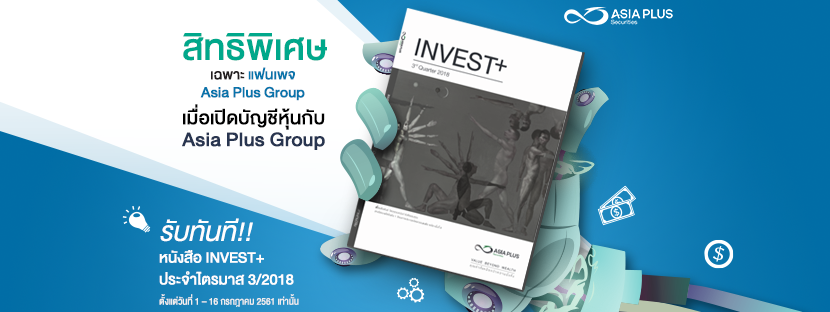 สิทธิพิเศษ
เฉพาะ แฟนเพจ
Asia Plus Group
เมื่อเปิดบัญชีหุ้นกับ
Asia Plus Group
รับทันที!!
หนังสือ INVEST+
ประจำไตรมาส 3/2018
ตั้งแต่วันที่ 1 – 16 กรกฎาคม 2561 เท่านั้น
INVEST+
3rd Quarter 2018
ASIA PLUS
VALUE BEYOND WEALTH
ASIA PLUS
Securities